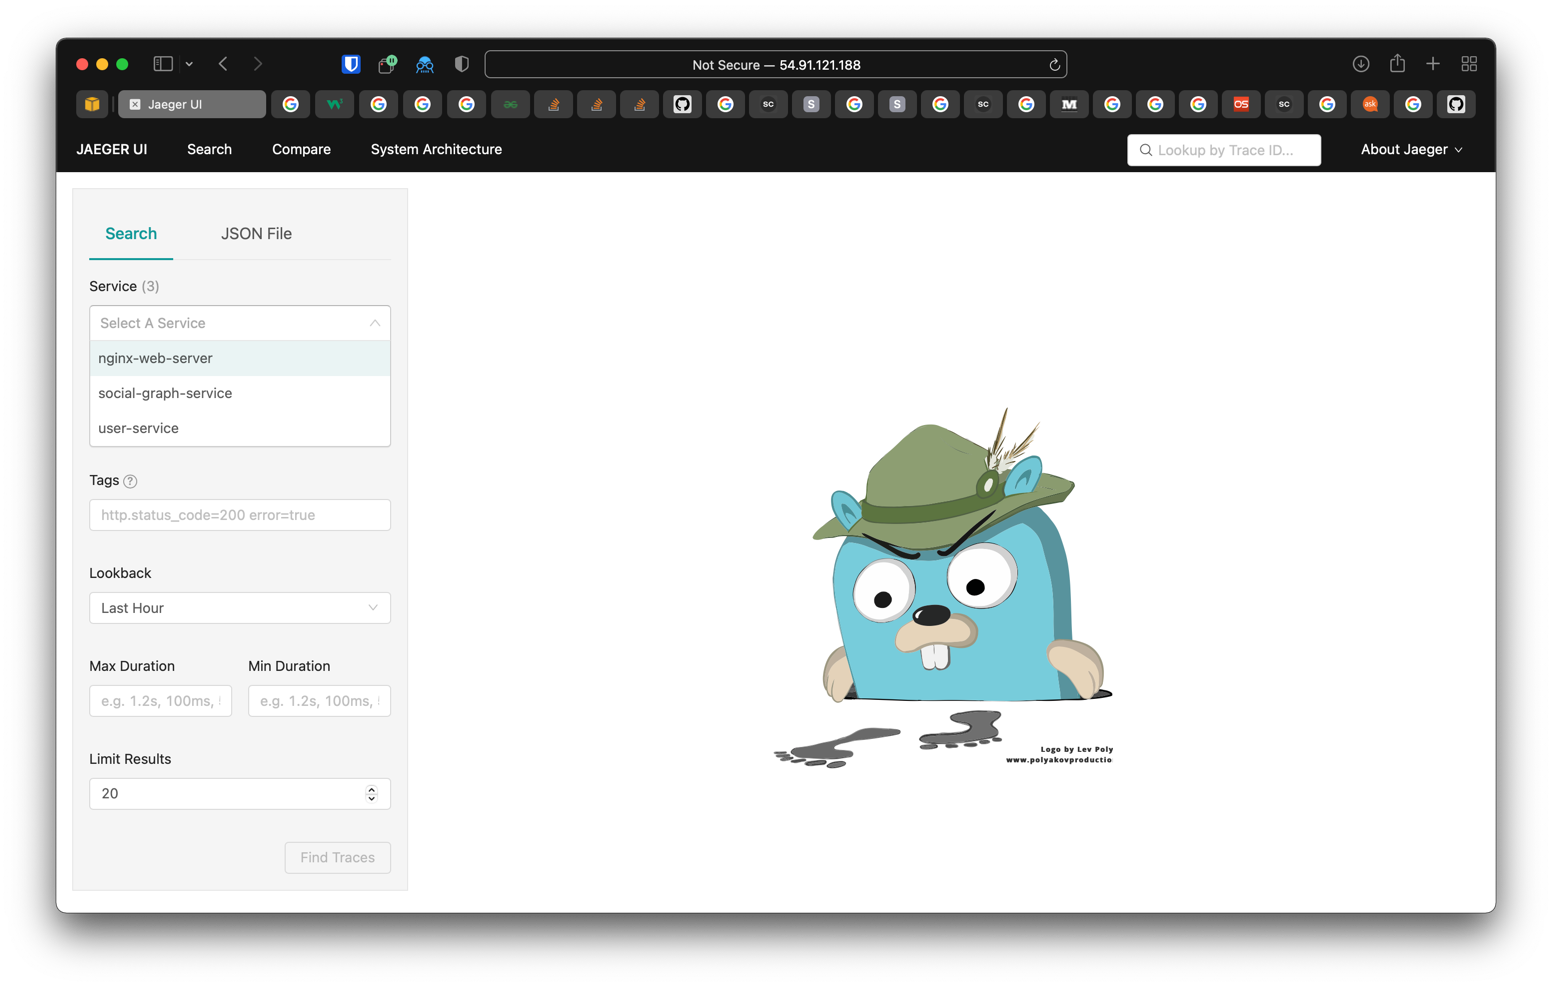 Not Secure — 54.91.121.188
Jaeger UI
JAEGER UI Search Compare System Architecture Lookup by Trace ID... About Jaeger
Search JSON File
Service (3)
Select A Service
nginx-web-server
social-graph-service
user-service
Tags ?
http.status_code=200 error=true
Lookback
Last Hour
Max Duration Min Duration
e.g. 1.2s, 100ms, e.g. 1.2s, 100ms,
Limit Results
20
Find Traces
Logo by Lev Poly
www.polyakovproductio